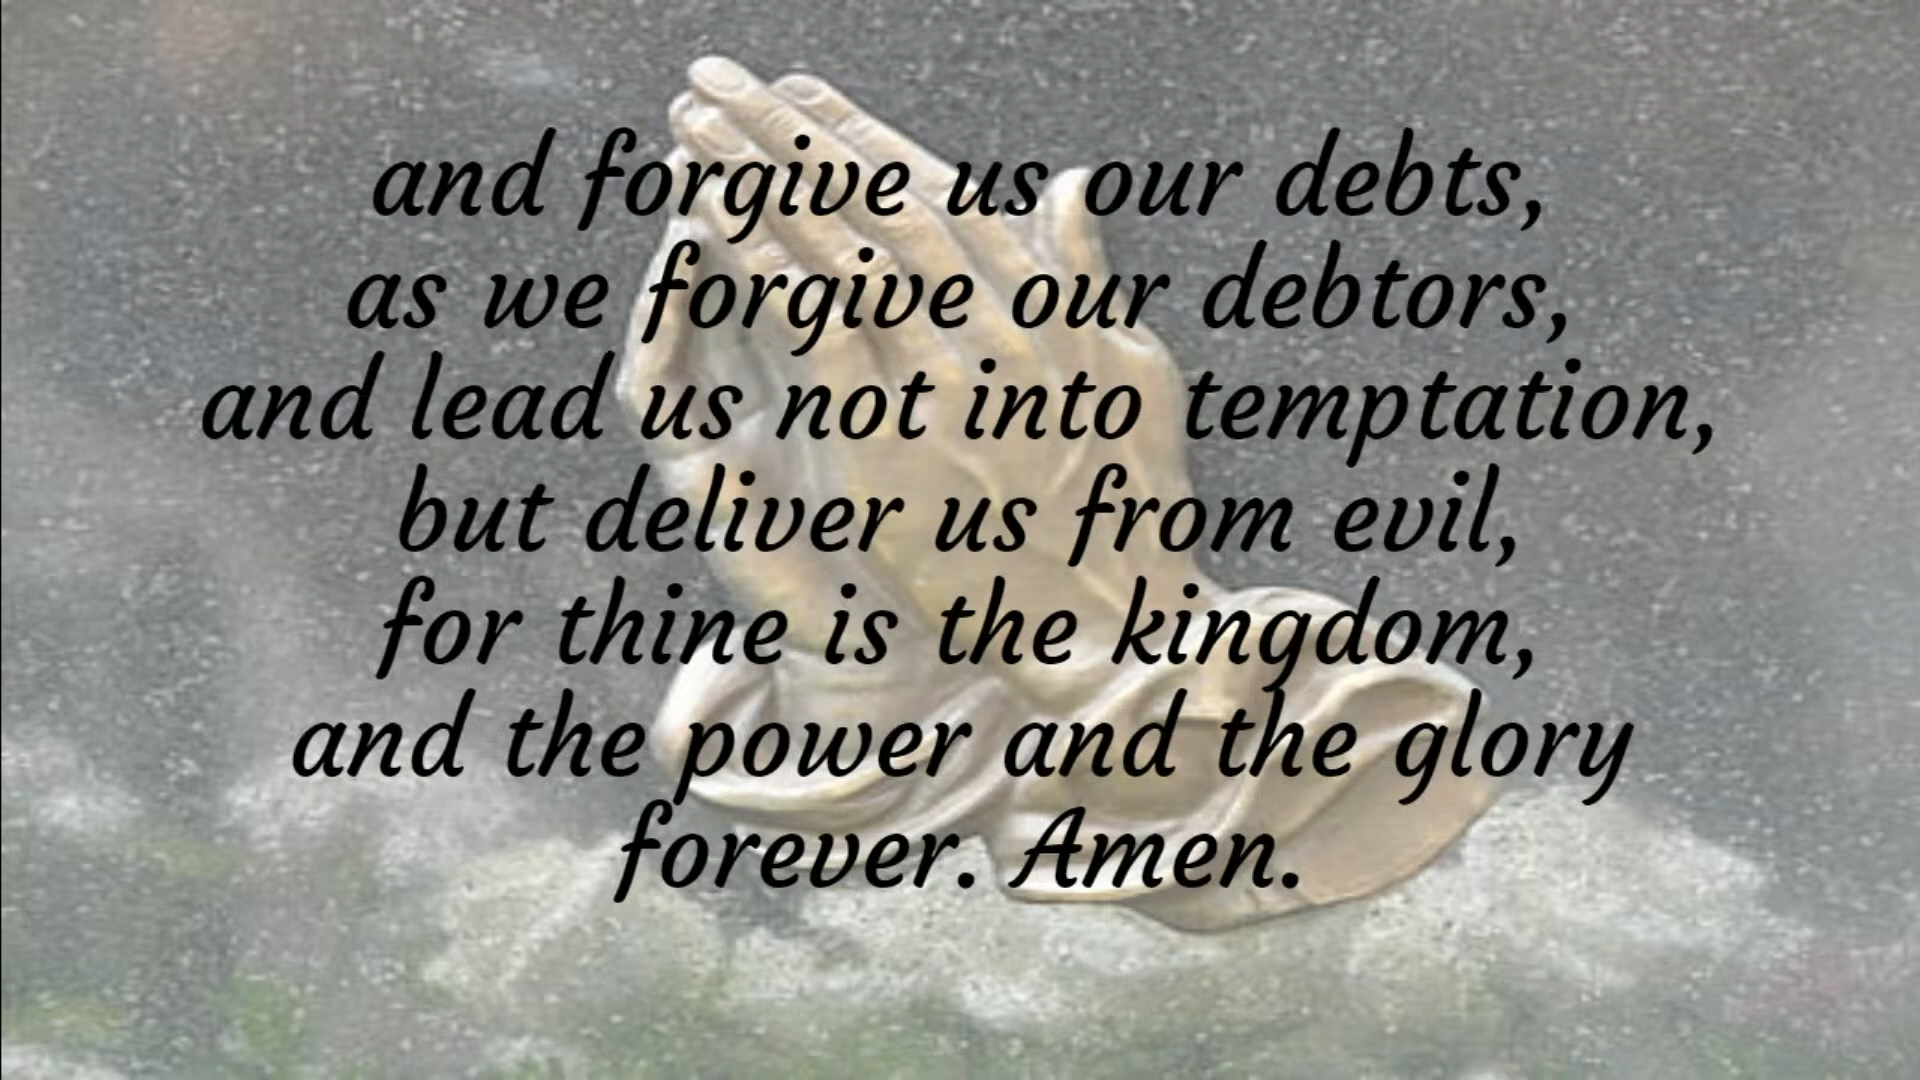 and forgive us our debts,
as we forgive our debtors,
and lead us not into temptation,
but deliver us from evil,
for thine is the kingdom,
and the power and the glory
forever. Amen.